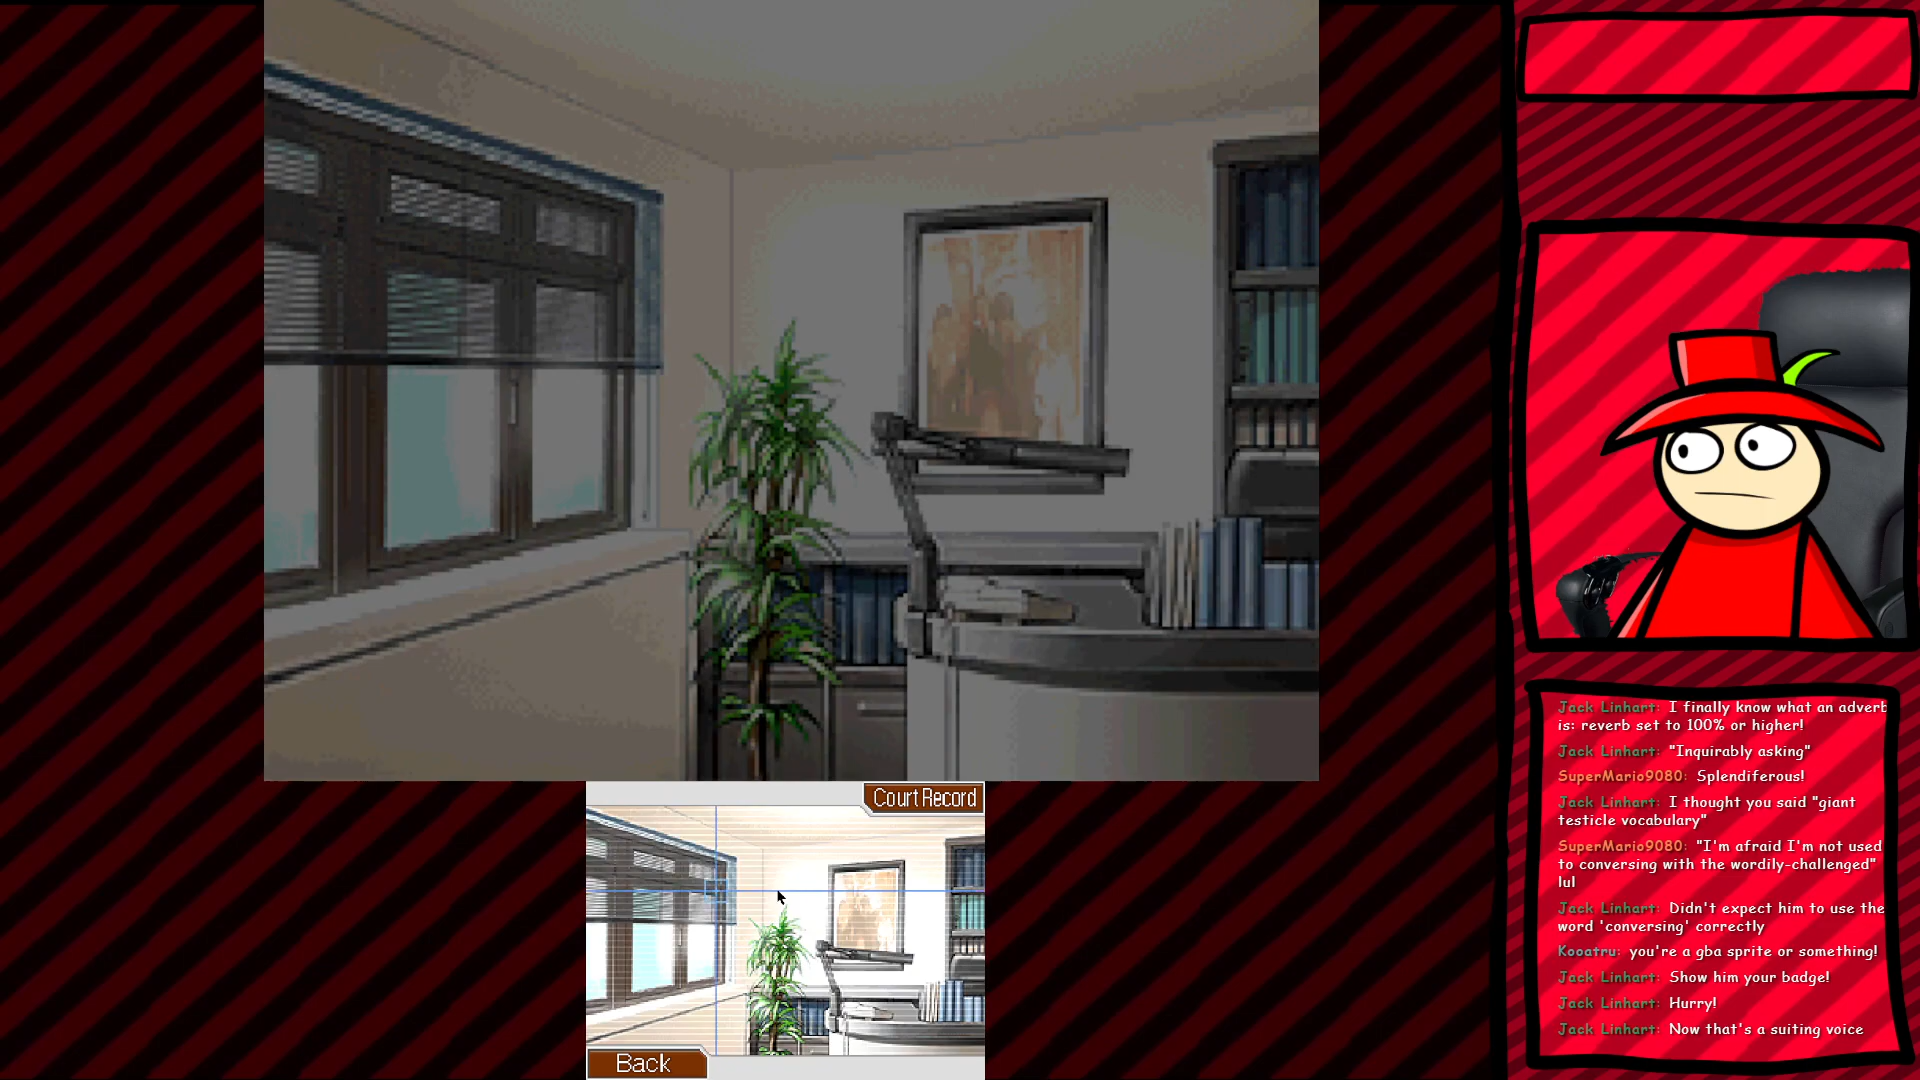 Court Record
Back
Jack Linhart: I finally know what an adverb
is: reverb set to 100% or higher!
Jack Linhart: "Inquirably asking"
SuperMario9080: Splendiferous!
Jack Linhart: I thought you said "giant
testicle vocabulary"
SuperMario9080: "I'm afraid I'm not used
to conversing with the wordily-challenged"
lul
Jack Linhart: Didn't expect him to use the
word 'conversing' correctly
Kooatru: you're a gba sprite or something!
Jack Linhart: Show him your badge!
Jack Linhart: Hurry!
Jack Linhart: Now that's a suiting voice